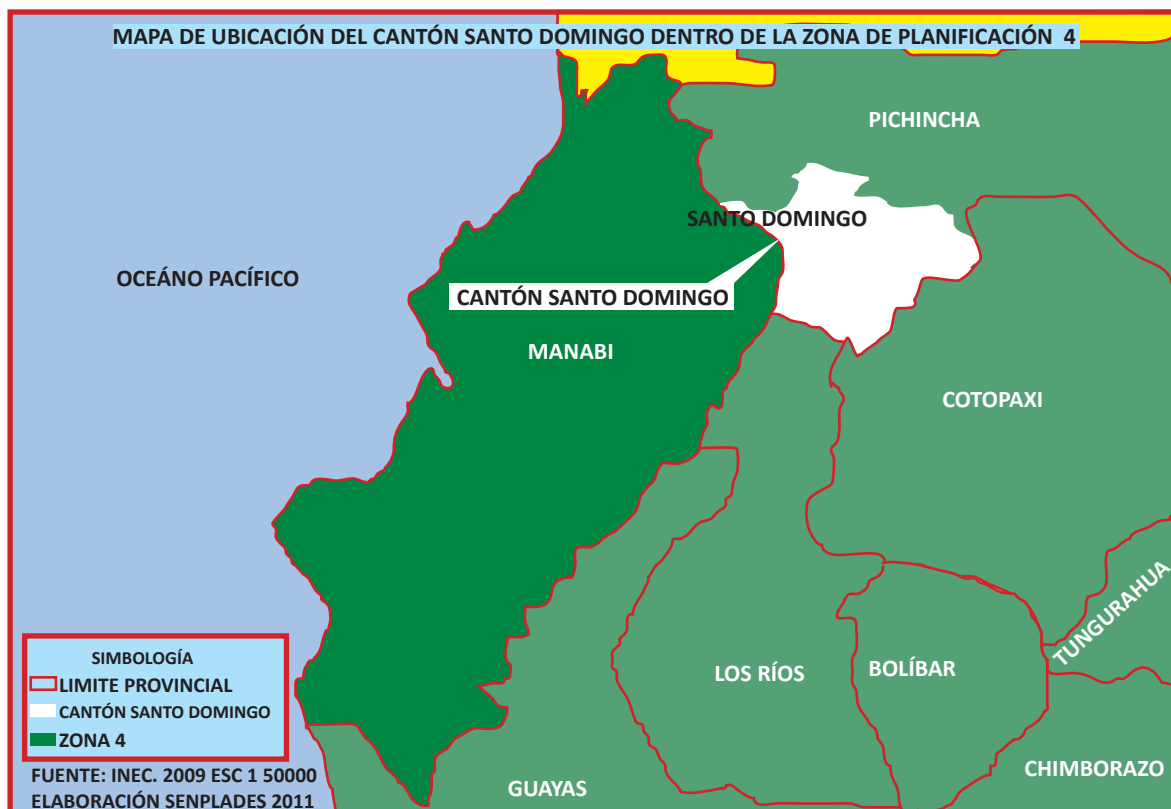 MAPA DE UBICACIÓN DEL CANTÓN SANTO DOMINGO DENTRO DE LA ZONA DE PLANIFICACIÓN 4
PICHINCHA
SANTO DOMINGO
OCEÁNO PACÍFICO
CANTÓN SANTO DOMINGO
MANABI
COTOPAXI
TUNGURAHUA
LOS RÍOS
BOLÍBAR
CHIMBORAZO
GUAYAS
SIMBOLOGÍA
LIMITE PROVINCIAL
CANTÓN SANTO DOMINGO
ZONA 4
FUENTE: INEC. 2009 ESC 1 50000
ELABORACIÓN SENPLADES 2011